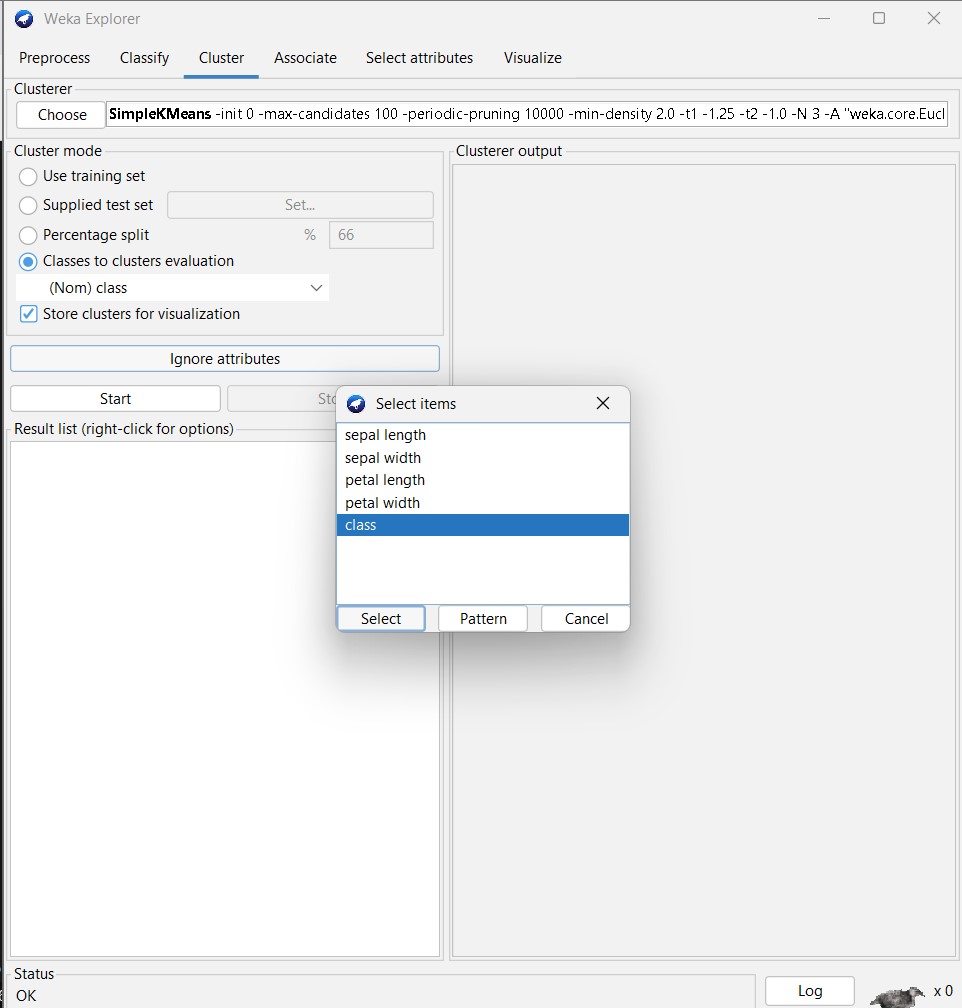 Weka Explorer
Preprocess Classify Cluster Associate Select attributes Visualize
Clusterer
Choose SimpleKMeans -init 0 -max-candidates 100 -periodic-pruning 10000 -min-density 2.0 -t1 -1.25 -t2 -1.0 -N 3 -A "weka.core.Eucl
Cluster mode
Clusterer output
Use training set
Supplied test set Set...
Percentage split % 66
Classes to clusters evaluation
(Nom) class
Store clusters for visualization
Ignore attributes
Start Sto
Result list (right-click for options)
Select items
sepal length
sepal width
petal length
petal width
class
Select Pattern Cancel
Status
OK
Log x 0